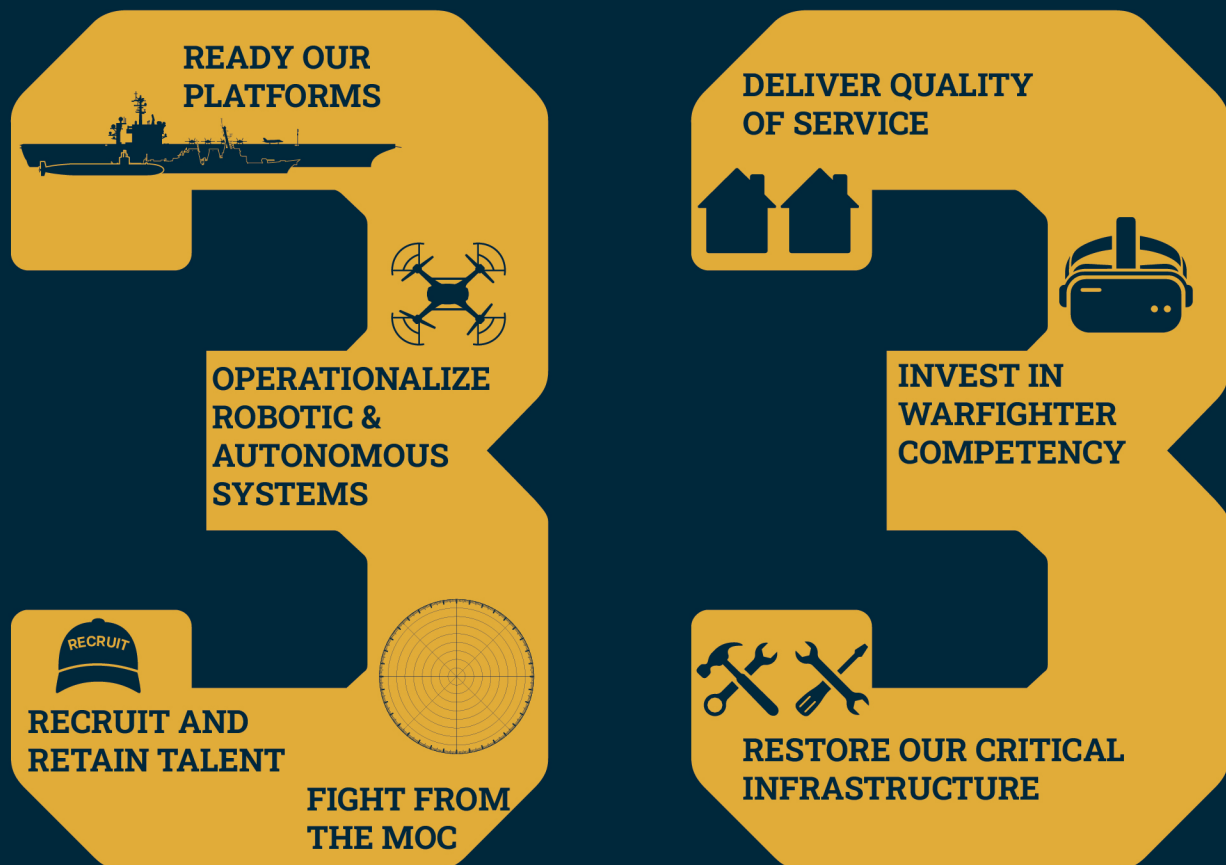 READY OUR
PLATFORMS
OPERATIONALIZE
ROBOTIC &
AUTONOMOUS
SYSTEMS
RECRUIT
RECRUIT AND
RETAIN TALENT
FIGHT FROM
THE MOC
DELIVER QUALITY
OF SERVICE
INVEST IN
WARFIGHTER
COMPETENCY
RESTORE OUR CRITICAL
INFRASTRUCTURE